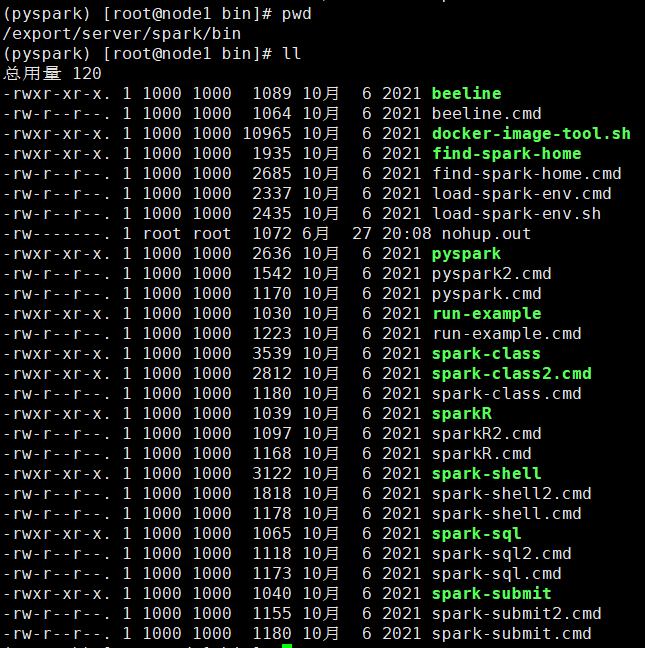 (pyspark) [root@node1 bin]# pwd
/export/server/spark/bin
(pyspark) [root@node1 bin]# ll
总用量 120
-rwxr-xr-x. 1 1000 1000  1089 10月  6 2021 beeline
-rw-r--r--. 1 1000 1000  1064 10月  6 2021 beeline.cmd
-rwxr-xr-x. 1 1000 1000 10965 10月  6 2021 docker-image-tool.sh
-rwxr-xr-x. 1 1000 1000  1935 10月  6 2021 find-spark-home
-rw-r--r--. 1 1000 1000  2685 10月  6 2021 find-spark-home.cmd
-rw-r--r--. 1 1000 1000  2337 10月  6 2021 load-spark-env.cmd
-rw-r--r--. 1 1000 1000  2435 10月  6 2021 load-spark-env.sh
-rw-------. 1 root root  1072 6月  27 20:08 nohup.out
-rwxr-xr-x. 1 1000 1000  2636 10月  6 2021 pyspark
-rw-r--r--. 1 1000 1000  1542 10月  6 2021 pyspark2.cmd
-rw-r--r--. 1 1000 1000  1170 10月  6 2021 pyspark.cmd
-rwxr-xr-x. 1 1000 1000  1030 10月  6 2021 run-example
-rw-r--r--. 1 1000 1000  1223 10月  6 2021 run-example.cmd
-rwxr-xr-x. 1 1000 1000  3539 10月  6 2021 spark-class
-rwxr-xr-x. 1 1000 1000  2812 10月  6 2021 spark-class2.cmd
-rw-r--r--. 1 1000 1000  1180 10月  6 2021 spark-class.cmd
-rwxr-xr-x. 1 1000 1000  1039 10月  6 2021 sparkR
-rw-r--r--. 1 1000 1000  1097 10月  6 2021 sparkR2.cmd
-rw-r--r--. 1 1000 1000  1168 10月  6 2021 sparkR.cmd
-rwxr-xr-x. 1 1000 1000  3122 10月  6 2021 spark-shell
-rw-r--r--. 1 1000 1000  1818 10月  6 2021 spark-shell2.cmd
-rw-r--r--. 1 1000 1000  1178 10月  6 2021 spark-shell.cmd
-rwxr-xr-x. 1 1000 1000  1065 10月  6 2021 spark-sql
-rw-r--r--. 1 1000 1000  1118 10月  6 2021 spark-sql2.cmd
-rw-r--r--. 1 1000 1000  1173 10月  6 2021 spark-sql.cmd
-rwxr-xr-x. 1 1000 1000  1040 10月  6 2021 spark-submit
-rw-r--r--. 1 1000 1000  1155 10月  6 2021 spark-submit2.cmd
-rw-r--r--. 1 1000 1000  1180 10月  6 2021 spark-submit.cmd